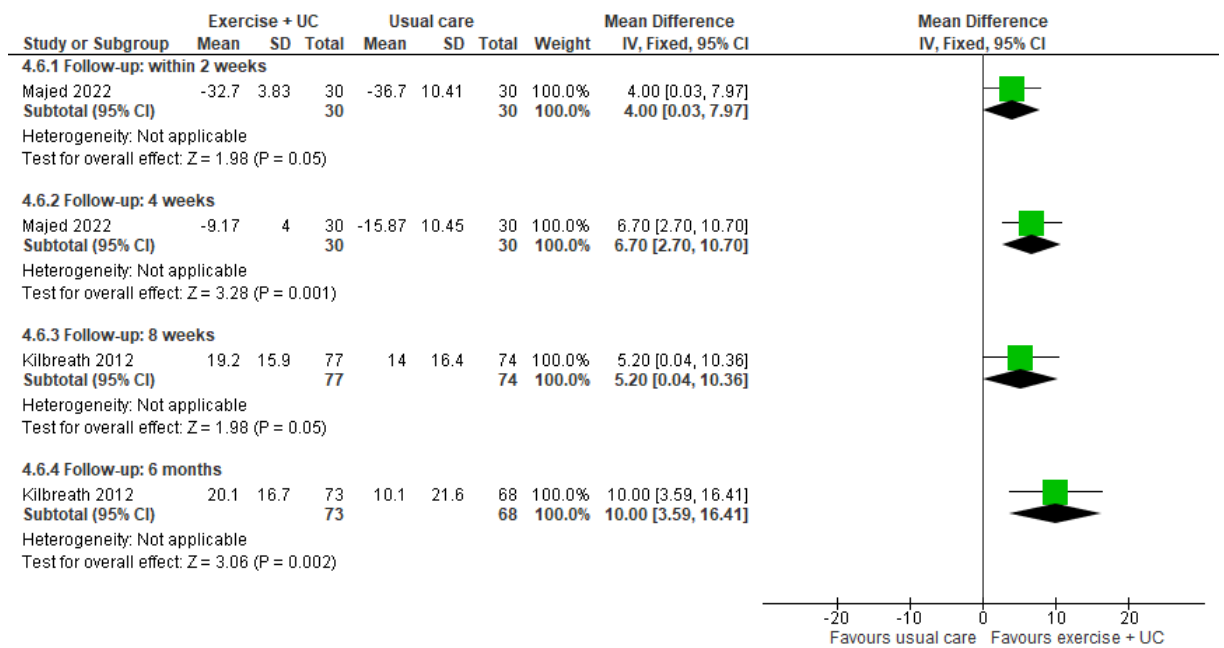 Exercise + UC Usual care Mean Difference Mean Difference
Study or Subgroup Mean SD Total Mean SD Total Weight IV, Fixed, 95% CI IV, Fixed, 95% CI
4.6.1 Follow-up: within 2 weeks
Majed 2022 -32.7 3.83 30 -36.7 10.41 30 100.0% 4.00 [0.03, 7.97]
Subtotal (95% CI) 30 30 100.0% 4.00 [0.03, 7.97]
Heterogeneity: Not applicable
Test for overall effect: Z = 1.98 (P = 0.05)
4.6.2 Follow-up: 4 weeks
Majed 2022 -9.17 4 30 -15.87 10.45 30 100.0% 6.70 [2.70, 10.70]
Subtotal (95% CI) 30 30 100.0% 6.70 [2.70, 10.70]
Heterogeneity: Not applicable
Test for overall effect: Z = 3.28 (P = 0.001)
4.6.3 Follow-up: 8 weeks
Kilbreath 2012 19.2 15.9 77 14 16.4 74 100.0% 5.20 [0.04, 10.36]
Subtotal (95% CI) 77 74 100.0% 5.20 [0.04, 10.36]
Heterogeneity: Not applicable
Test for overall effect: Z = 1.98 (P = 0.05)
4.6.4 Follow-up: 6 months
Kilbreath 2012 20.1 16.7 73 10.1 21.6 68 100.0% 10.00 [3.59, 16.41]
Subtotal (95% CI) 73 68 100.0% 10.00 [3.59, 16.41]
Heterogeneity: Not applicable
Test for overall effect: Z = 3.06 (P = 0.002)
-20 -10 0 10 20
Favours usual care Favours exercise + UC